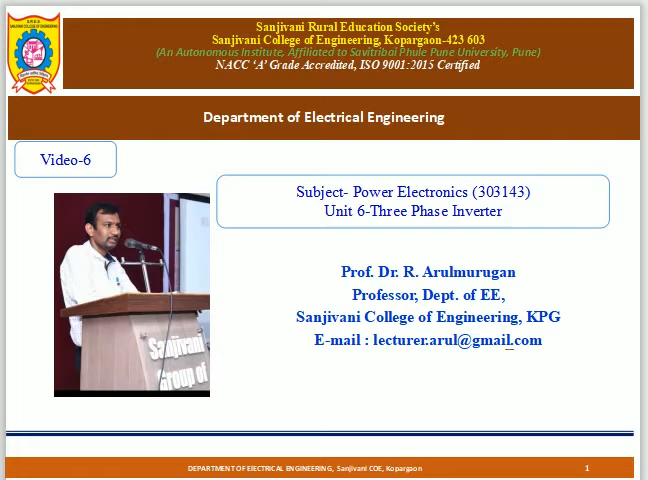 Sanjivani Rural Education Society's
Sanjivani College of Engineering, Kopargaon-423 603
(An Autonomous Institute, Affiliated to Savitribai Phule Pune University, Pune)
NACC 'A' Grade Accredited, ISO 9001:2015 Certified
Department of Electrical Engineering
Video-6
Subject- Power Electronics (303143)
Unit 6-Three Phase Inverter
Prof. Dr. R. Arulmurugan
Professor, Dept. of EE,
Sanjivani College of Engineering, KPG
E-mail : lecturer.arul@gmail.com
Sanjivani
Group of
DEPARTMENT OF ElECTRICAL ENGINEERING, Sanjivani COE, Kopargaon
1